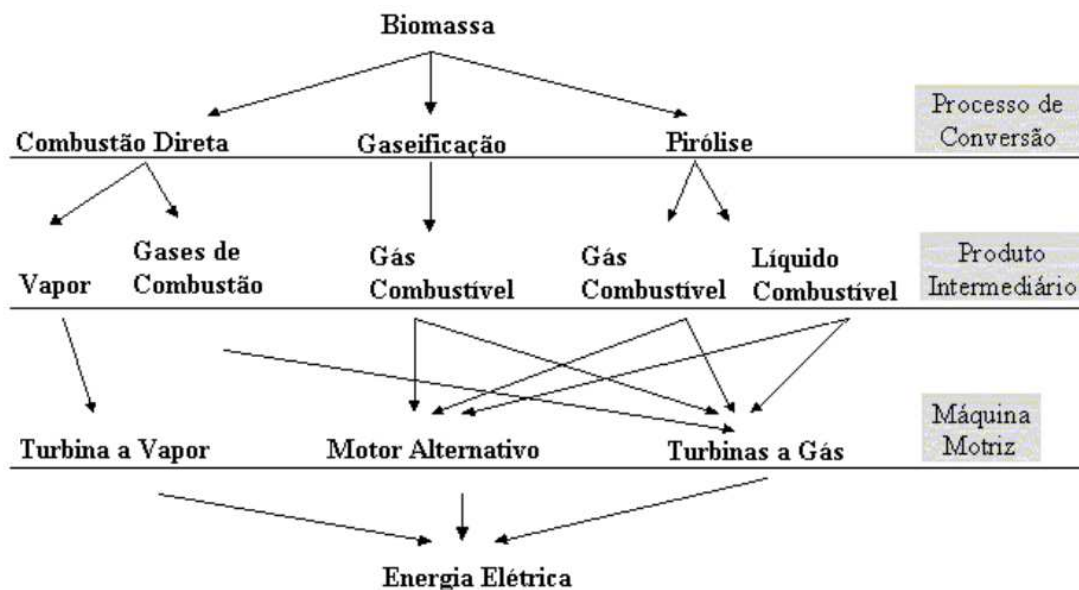 Biomassa
Combustão Direta
Gaseificação
Pirólise
Processo de
Conversão
Vapor
Gases de
Combustão
Gás
Combustível
Gás
Combustível
Líquido
Combustível
Produto
Intermediário
Turbina a Vapor
Motor Alternativo
Turbinas a Gás
Máquina
Motriz
Energia Elétrica